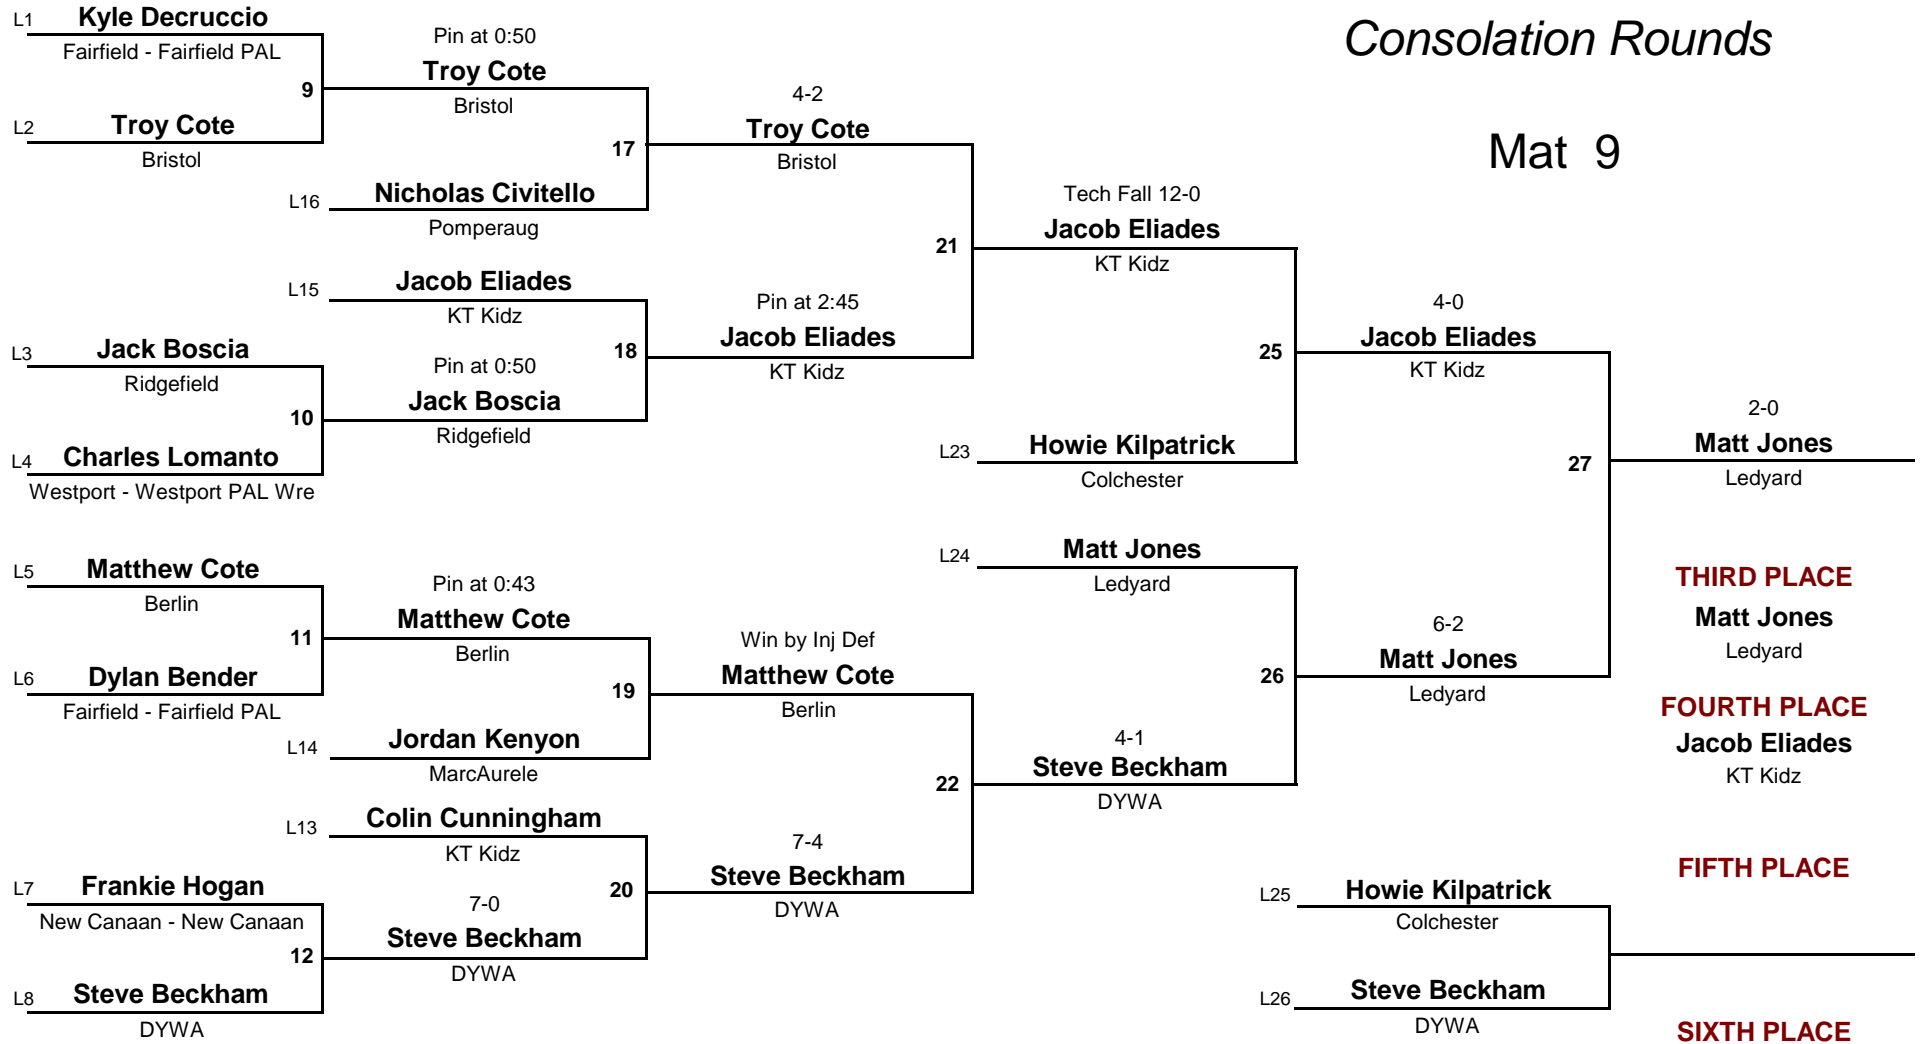 Consolation Rounds
Mat 9
L1 Kyle Decruccio
Fairfield - Fairfield PAL
9
L2 Troy Cote
Bristol
Pin at 0:50
Troy Cote
Bristol
17
L16 Nicholas Civitello
Pomperaug
L15 Jacob Eliades
KT Kidz
18
L3 Jack Boscia
Ridgefield
10
L4 Charles Lomanto
Westport - Westport PAL Wre
Pin at 0:50
Jack Boscia
Ridgefield
4-2
Troy Cote
Bristol
21
Pin at 2:45
Jacob Eliades
KT Kidz
Tech Fall 12-0
Jacob Eliades
KT Kidz
25
L23 Howie Kilpatrick
Colchester
4-0
Jacob Eliades
KT Kidz
27
2-0
Matt Jones
Ledyard
L5 Matthew Cote
Berlin
11
L6 Dylan Bender
Fairfield - Fairfield PAL
Pin at 0:43
Matthew Cote
Berlin
19
L14 Jordan Kenyon
MarcAurele
L13 Colin Cunningham
KT Kidz
20
L7 Frankie Hogan
New Canaan - New Canaan
12
L8 Steve Beckham
DYWA
7-0
Steve Beckham
DYWA
Win by Inj Def
Matthew Cote
Berlin
22
7-4
Steve Beckham
DYWA
L24 Matt Jones
Ledyard
26
4-1
Steve Beckham
DYWA
6-2
Matt Jones
Ledyard
THIRD PLACE
Matt Jones
Ledyard
FOURTH PLACE
Jacob Eliades
KT Kidz
FIFTH PLACE
L25 Howie Kilpatrick
Colchester
L26 Steve Beckham
DYWA
SIXTH PLACE